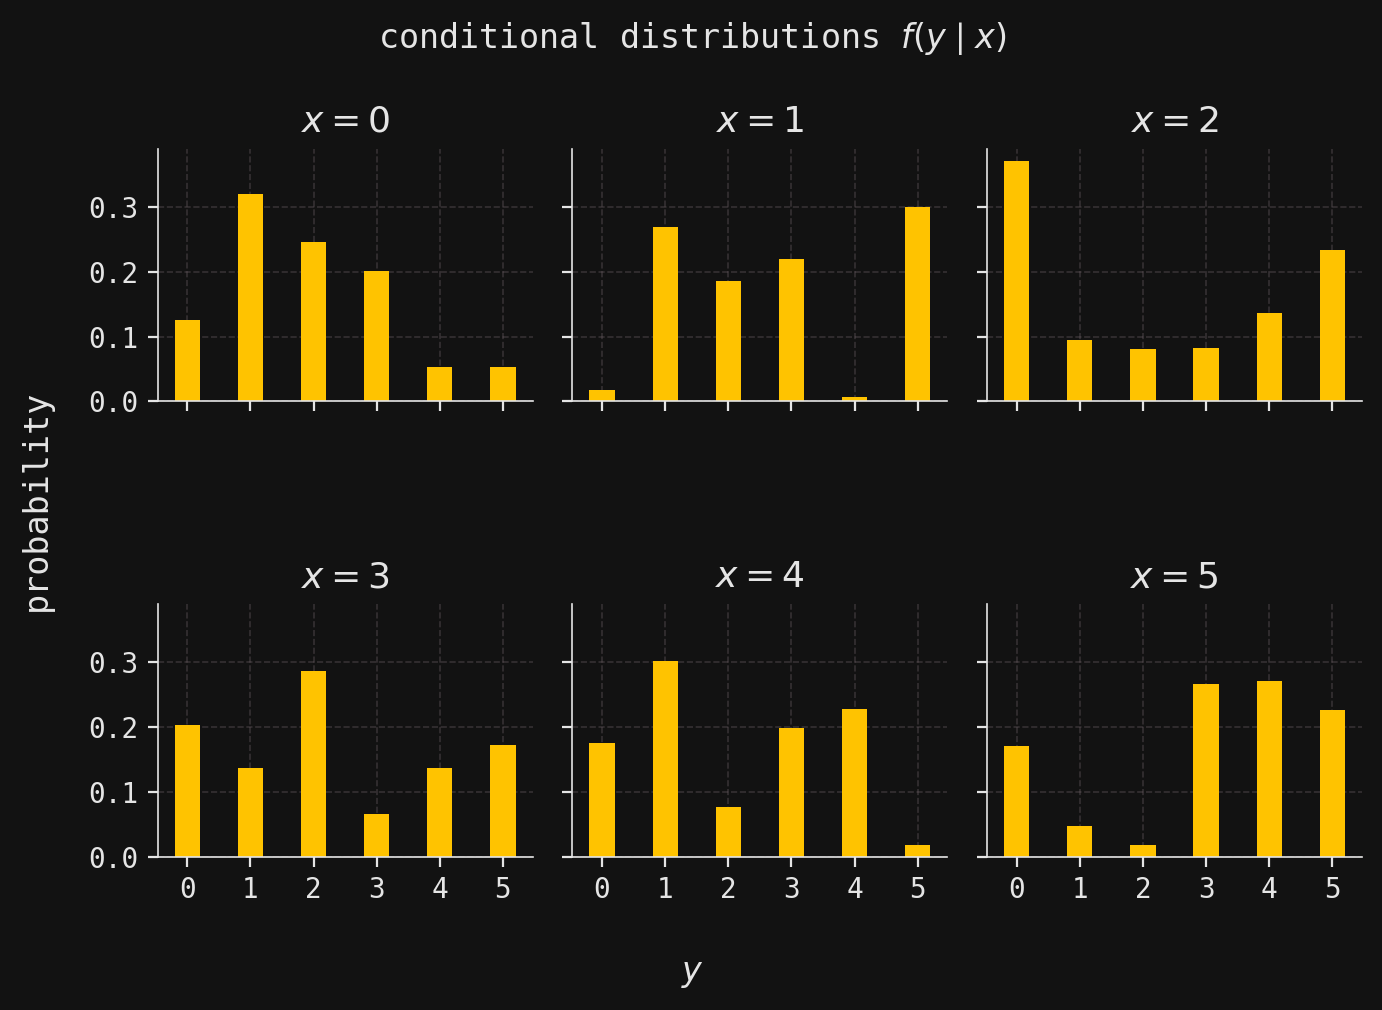 conditional distributions f(y | x)
x = 0
x = 1
x = 2
0.3
0.2
0.1
0.0
probability
x = 3
x = 4
x = 5
0.3
0.2
0.1
0.0
0 1 2 3 4 5
0 1 2 3 4 5
0 1 2 3 4 5
y